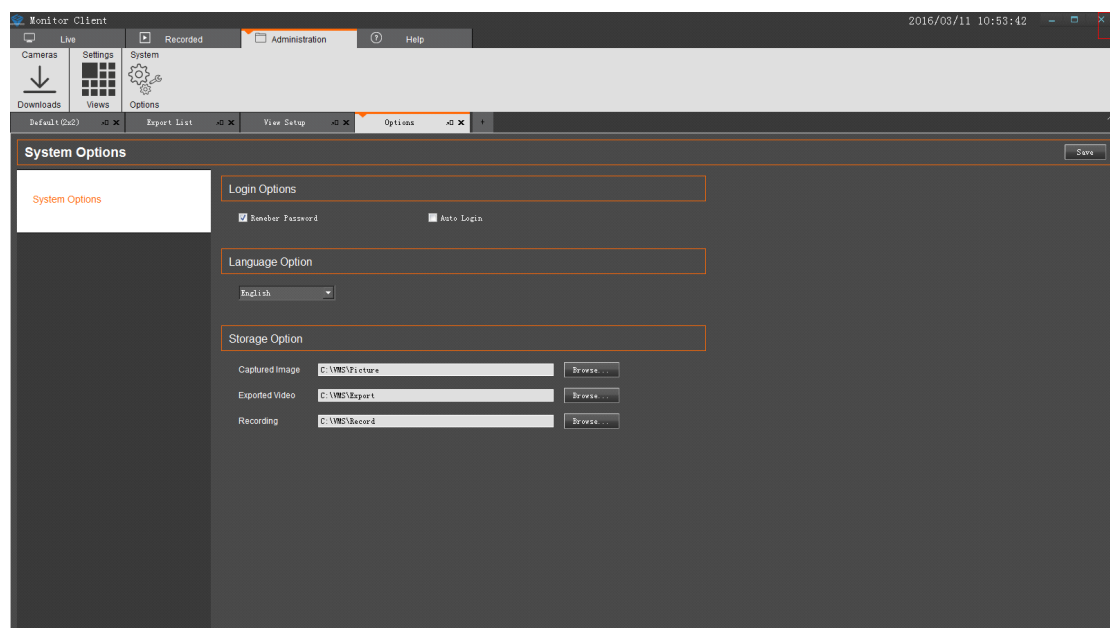 Monitor Client 2016/03/11 10:53:42
Live Recorded Administration Help
Cameras Settings System
Downloads Views Options
Default(2x2) Export List View Setup Options +
System Options Save
System Options
Login Options
Remeber Password Auto Login
Language Option
English
Storage Option
Captured Image C:\VMS\Picture Browse...
Exported Video C:\VMS\Export Browse...
Recording C:\VMS\Record Browse...